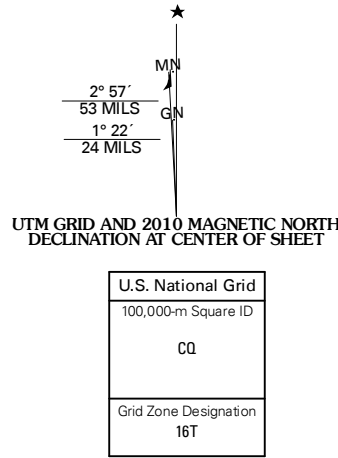 ★
MN
2° 57´
53 MILS
GN
1° 22´
24 MILS
UTM GRID AND 2010 MAGNETIC NORTH
DECLINATION AT CENTER OF SHEET
U.S. National Grid
100,000-m Square ID
CQ
Grid Zone Designation
16T